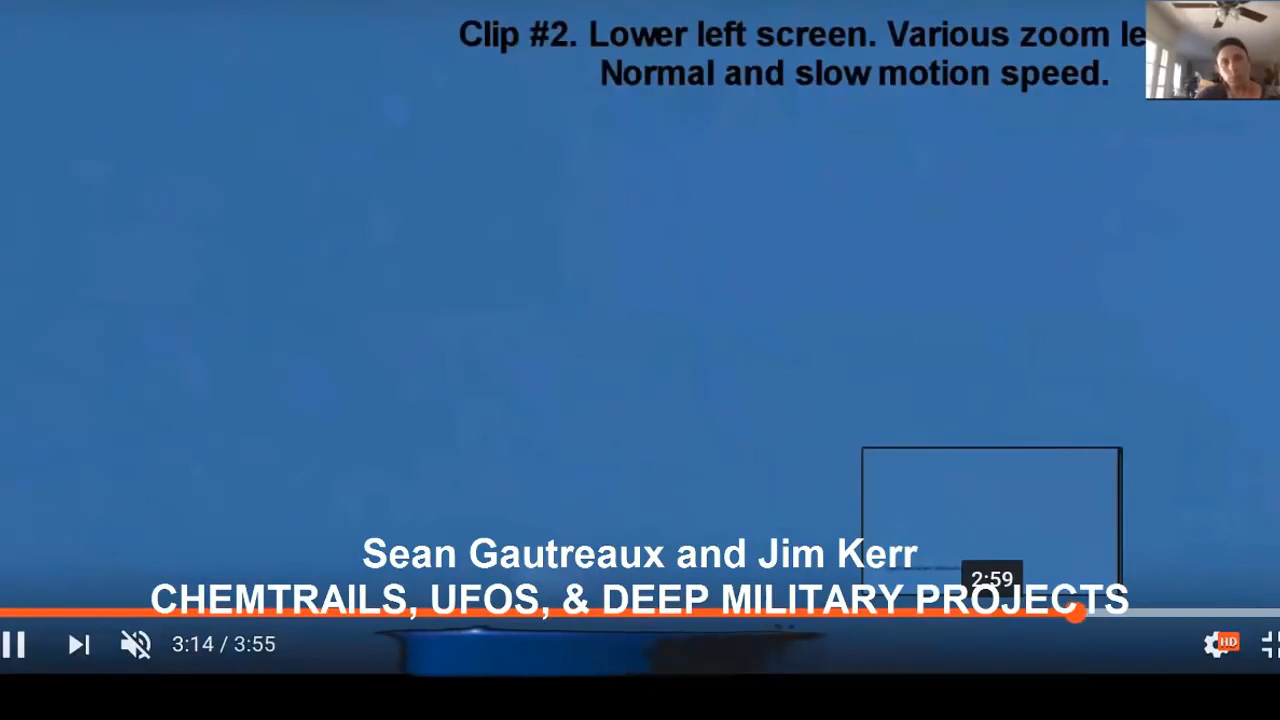 Clip #2. Lower left screen. Various zoom le
Normal and slow motion speed.
Sean Gautreaux and Jim Kerr
2:59
CHEMTRAILS, UFOS, & DEEP MILITARY PROJECTS
3:14 / 3:55
HD